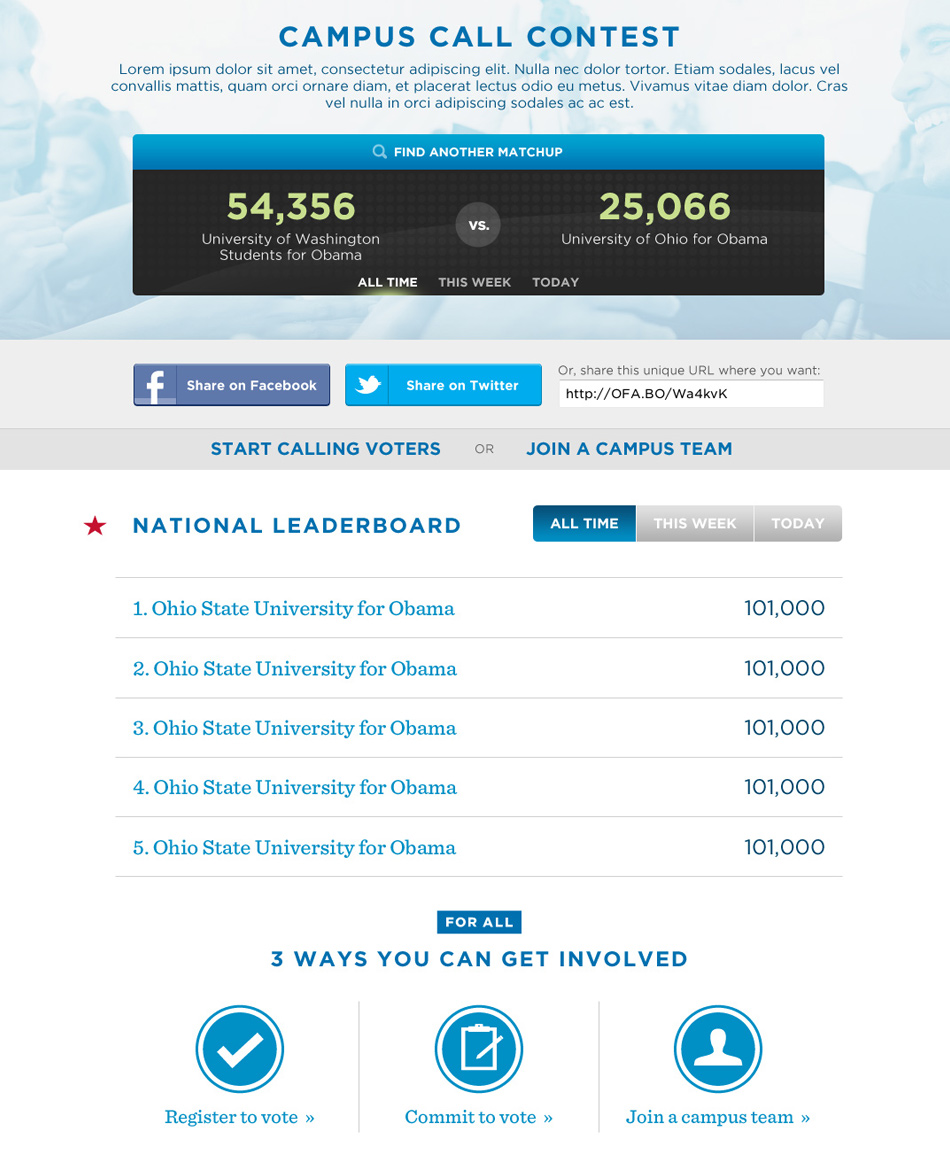 CAMPUS CALL CONTEST
Lorem ipsum dolor sit amet, consectetur adipiscing elit. Nulla nec dolor tortor. Etiam sodales, lacus vel
convallis mattis, quam orci ornare diam, et placerat lectus odio eu metus. Vivamus vitae diam dolor. Cras
vel nulla in orci adipiscing sodales ac ac est.
FIND ANOTHER MATCHUP
54,356
University of Washington
Students for Obama
vs.
25,066
University of Ohio for Obama
ALL TIME THIS WEEK TODAY
Share on Facebook
Share on Twitter
Or, share this unique URL where you want:
http://OFA.BO/Wa4kvK
START CALLING VOTERS OR JOIN A CAMPUS TEAM
NATIONAL LEADERBOARD
ALL TIME THIS WEEK TODAY
1. Ohio State University for Obama 101,000
2. Ohio State University for Obama 101,000
3. Ohio State University for Obama 101,000
4. Ohio State University for Obama 101,000
5. Ohio State University for Obama 101,000
FOR ALL
3 WAYS YOU CAN GET INVOLVED
Register to vote »
Commit to vote »
Join a campus team »